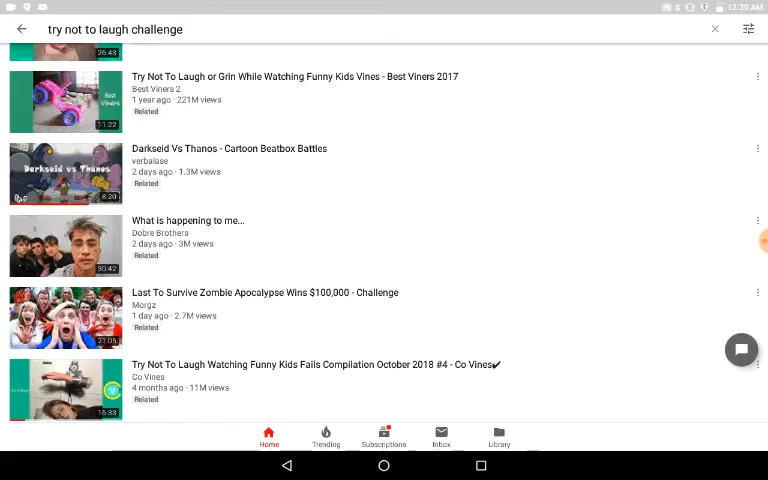 12:30 AM
try not to laugh challenge
26:43
Try Not To Laugh or Grin While Watching Funny Kids Vines - Best Viners 2017
Best Viners 2
1 year ago · 221M views
Related
Best
Viners
11:22
Darkseid Vs Thanos - Cartoon Beatbox Battles
verbalase
2 days ago · 1.3M views
Related
Darkseid vs Thanos
8:20
What is happening to me...
Dobre Brothers
2 days ago · 3M views
Related
30:42
Last To Survive Zombie Apocalypse Wins $100,000 - Challenge
Morgz
1 day ago · 2.7M views
Related
21:05
Try Not To Laugh Watching Funny Kids Fails Compilation October 2018 #4 - Co Vines✔
Co Vines
4 months ago · 11M views
Related
16:33
Home
Trending
Subscriptions
Inbox
Library